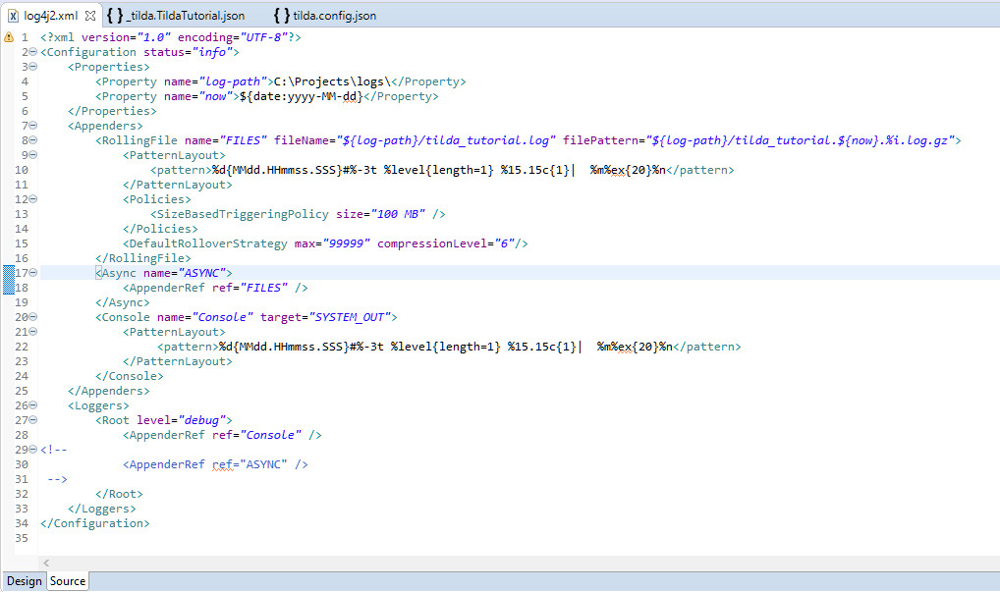 log4j2.xml { } _tilda.TildaTutorial.json { } tilda.config.json
1 <?xml version="1.0" encoding="UTF-8"?>
2 <Configuration status="info">
3 <Properties>
4 <Property name="log-path">C:\Projects\logs\</Property>
5 <Property name="now">${date:yyyy-MM-dd}</Property>
6 </Properties>
7 <Appenders>
8 <RollingFile name="FILES" fileName="${log-path}/tilda_tutorial.log" filePattern="${log-path}/tilda_tutorial.${now}.%i.log.gz">
9 <PatternLayout>
10 <pattern>%d{MMdd.HHmmss.SSS}#%-3t %level{length=1} %15.15c{1}|  %m%ex{20}%n</pattern>
11 </PatternLayout>
12 <Policies>
13 <SizeBasedTriggeringPolicy size="100 MB" />
14 </Policies>
15 <DefaultRolloverStrategy max="99999" compressionLevel="6"/>
16 </RollingFile>
17 <Async name="ASYNC">
18 <AppenderRef ref="FILES" />
19 </Async>
20 <Console name="Console" target="SYSTEM_OUT">
21 <PatternLayout>
22 <pattern>%d{MMdd.HHmmss.SSS}#%-3t %level{length=1} %15.15c{1}|  %m%ex{20}%n</pattern>
23 </PatternLayout>
24 </Console>
25 </Appenders>
26 <Loggers>
27 <Root level="debug">
28 <AppenderRef ref="Console" />
29 <!--
30 <AppenderRef ref="ASYNC" />
31 -->
32 </Root>
33 </Loggers>
34 </Configuration>
35
Design Source